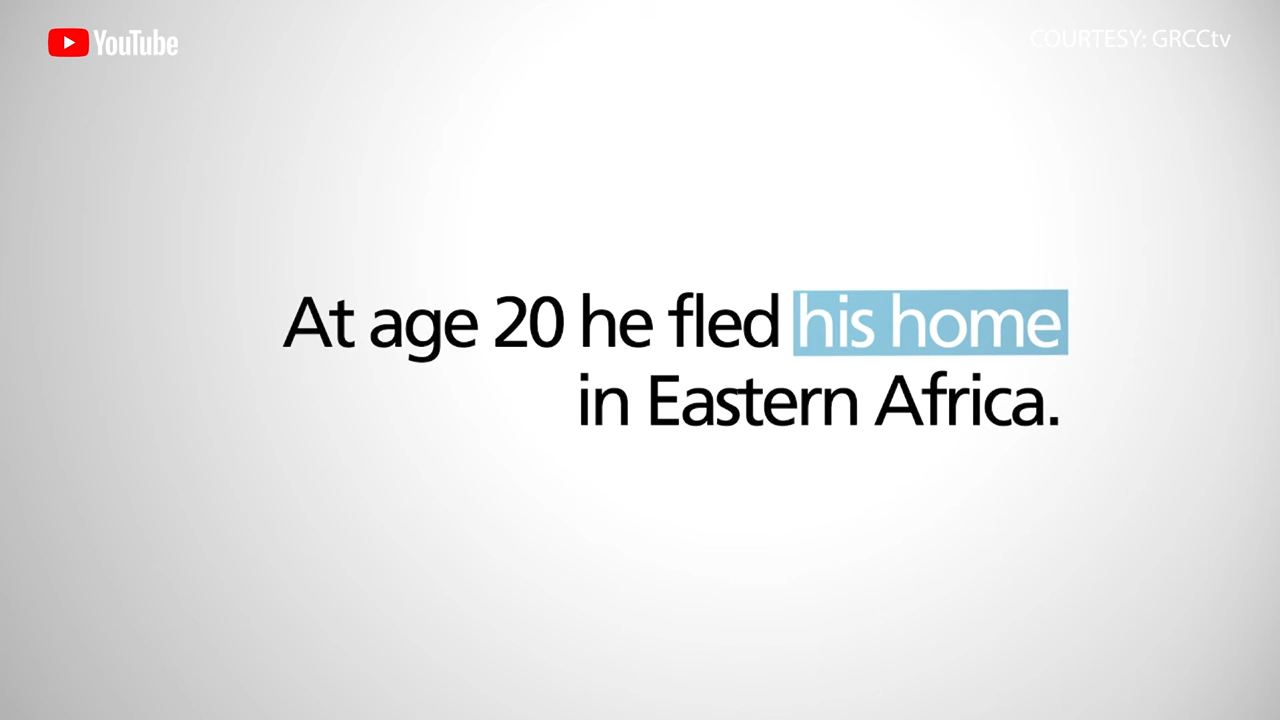 YouTube
COURTESY: GRCCtv
At age 20 he fled his home
in Eastern Africa.